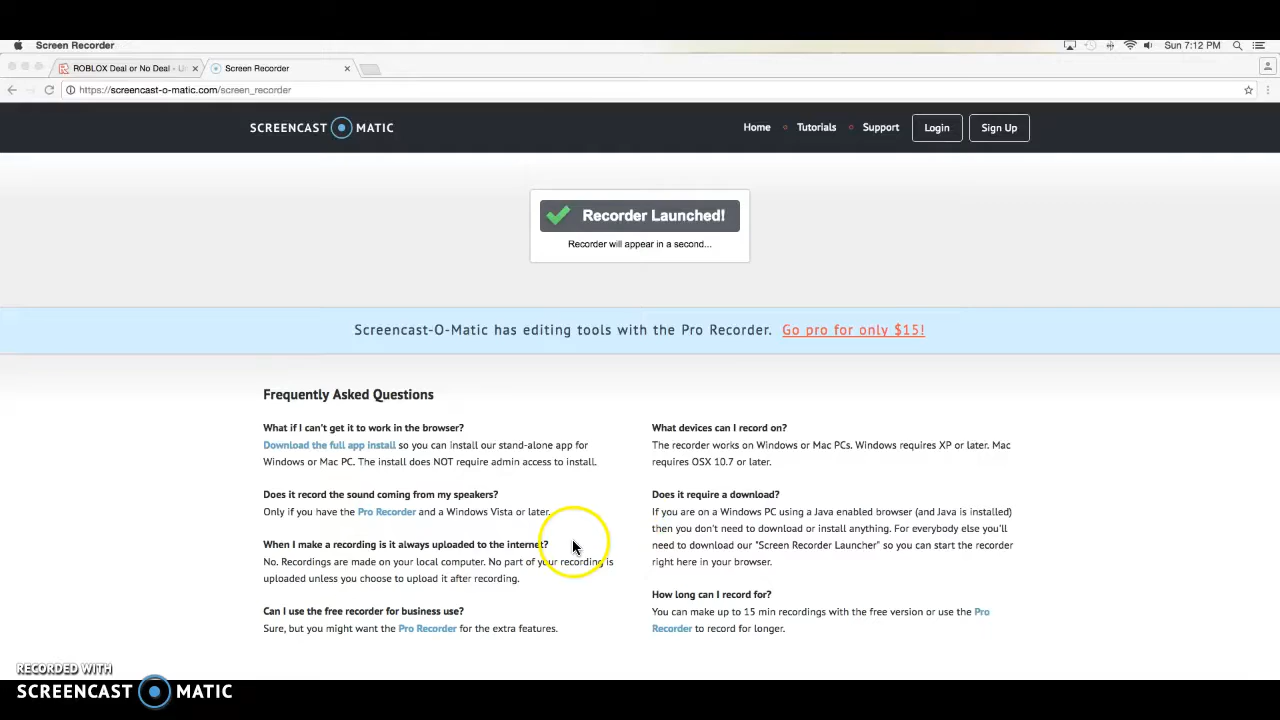 Screen Recorder
Sun 7:12 PM
ROBLOX Deal or No Deal -
Screen Recorder
https://screencast-o-matic.com/screen_recorder
SCREENCAST MATIC
Home
Tutorials
Support
Login
Sign Up
Recorder Launched!
Recorder will appear in a second...
Screencast-O-Matic has editing tools with the Pro Recorder. Go pro for only $15!
Frequently Asked Questions
What if I can't get it to work in the browser?
Download the full app install so you can install our stand-alone app for
Windows or Mac PC. The install does NOT require admin access to install.
Does it record the sound coming from my speakers?
Only if you have the Pro Recorder and a Windows Vista or later.
When I make a recording is it always uploaded to the internet?
No. Recordings are made on your local computer. No part of your recording is
uploaded unless you choose to upload it after recording.
Can I use the free recorder for business use?
Sure, but you might want the Pro Recorder for the extra features.
What devices can I record on?
The recorder works on Windows or Mac PCs. Windows requires XP or later. Mac
requires OSX 10.7 or later.
Does it require a download?
If you are on a Windows PC using a Java enabled browser (and Java is installed)
then you don't need to download or install anything. For everybody else you'll
need to download our "Screen Recorder Launcher" so you can start the recorder
right here in your browser.
How long can I record for?
You can make up to 15 min recordings with the free version or use the Pro
Recorder to record for longer.
RECORDED WITH
SCREENCAST MATIC